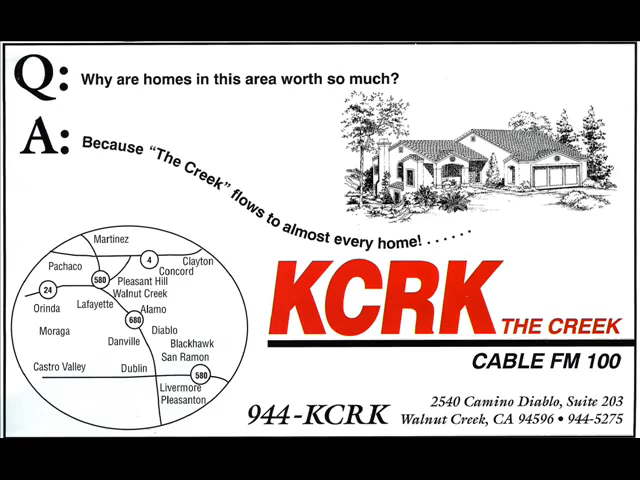 Q: Why are homes in this area worth so much?
A: Because "The Creek" flows to almost every home! . . . . . .
Martinez
4
Clayton
Pachaco
Concord
580
Pleasant Hill
24
Walnut Creek
Lafayette
Alamo
Orinda
680
Diablo
Moraga
Danville
Blackhawk
San Ramon
Castro Valley
Dublin
580
Livermore
Pleasanton
KCRK THE CREEK
CABLE FM 100
944-KCRK
2540 Camino Diablo, Suite 203
Walnut Creek, CA 94596 • 944-5275